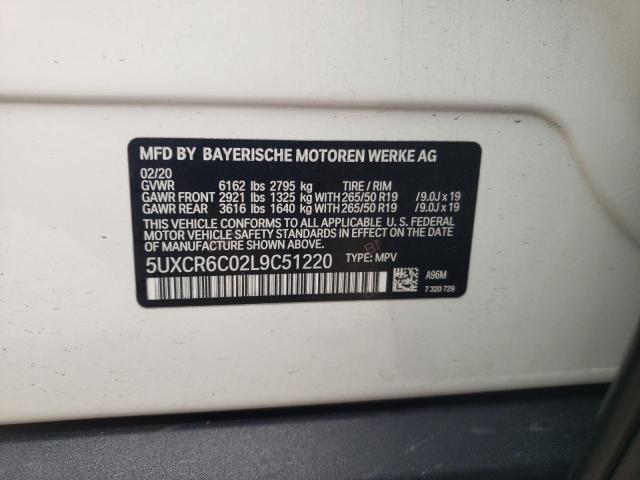 MFD BY BAYERISCHE MOTOREN WERKE AG
02/20
GVWR 6162 lbs 2795 kg TIRE / RIM
GAWR FRONT 2921 lbs 1325 kg WITH 265/50 R19 /9.0J x 19
GAWR REAR 3616 lbs 1640 kg WITH 265/50 R19 /9.0J x 19
THIS VEHICLE CONFORMS TO ALL APPLICABLE U. S. FEDERAL
MOTOR VEHICLE SAFETY STANDARDS IN EFFECT ON THE
DATE OF MANUFACTURE SHOWN ABOVE.
5UXCR6C02L9C51220 TYPE: MPV
A96M
7 320 729